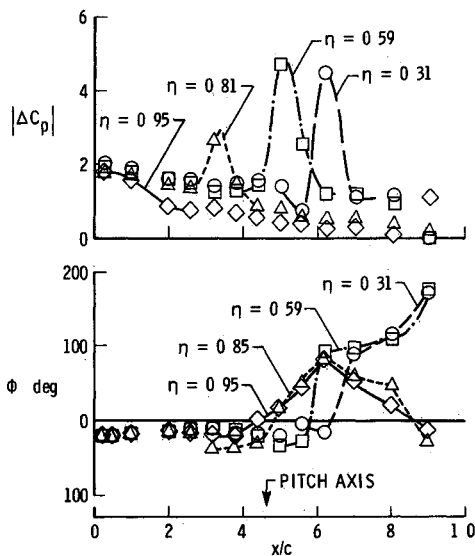 6
4
|ΔCp|
2
0
η = 0 59
η = 0 31
η = 0 81
η = 0 95
200
100
Φ deg
0
100
η = 0 31
η = 0 59
η = 0 85
η = 0 95
PITCH AXIS
0 2 4 6 8 1 0
x/c